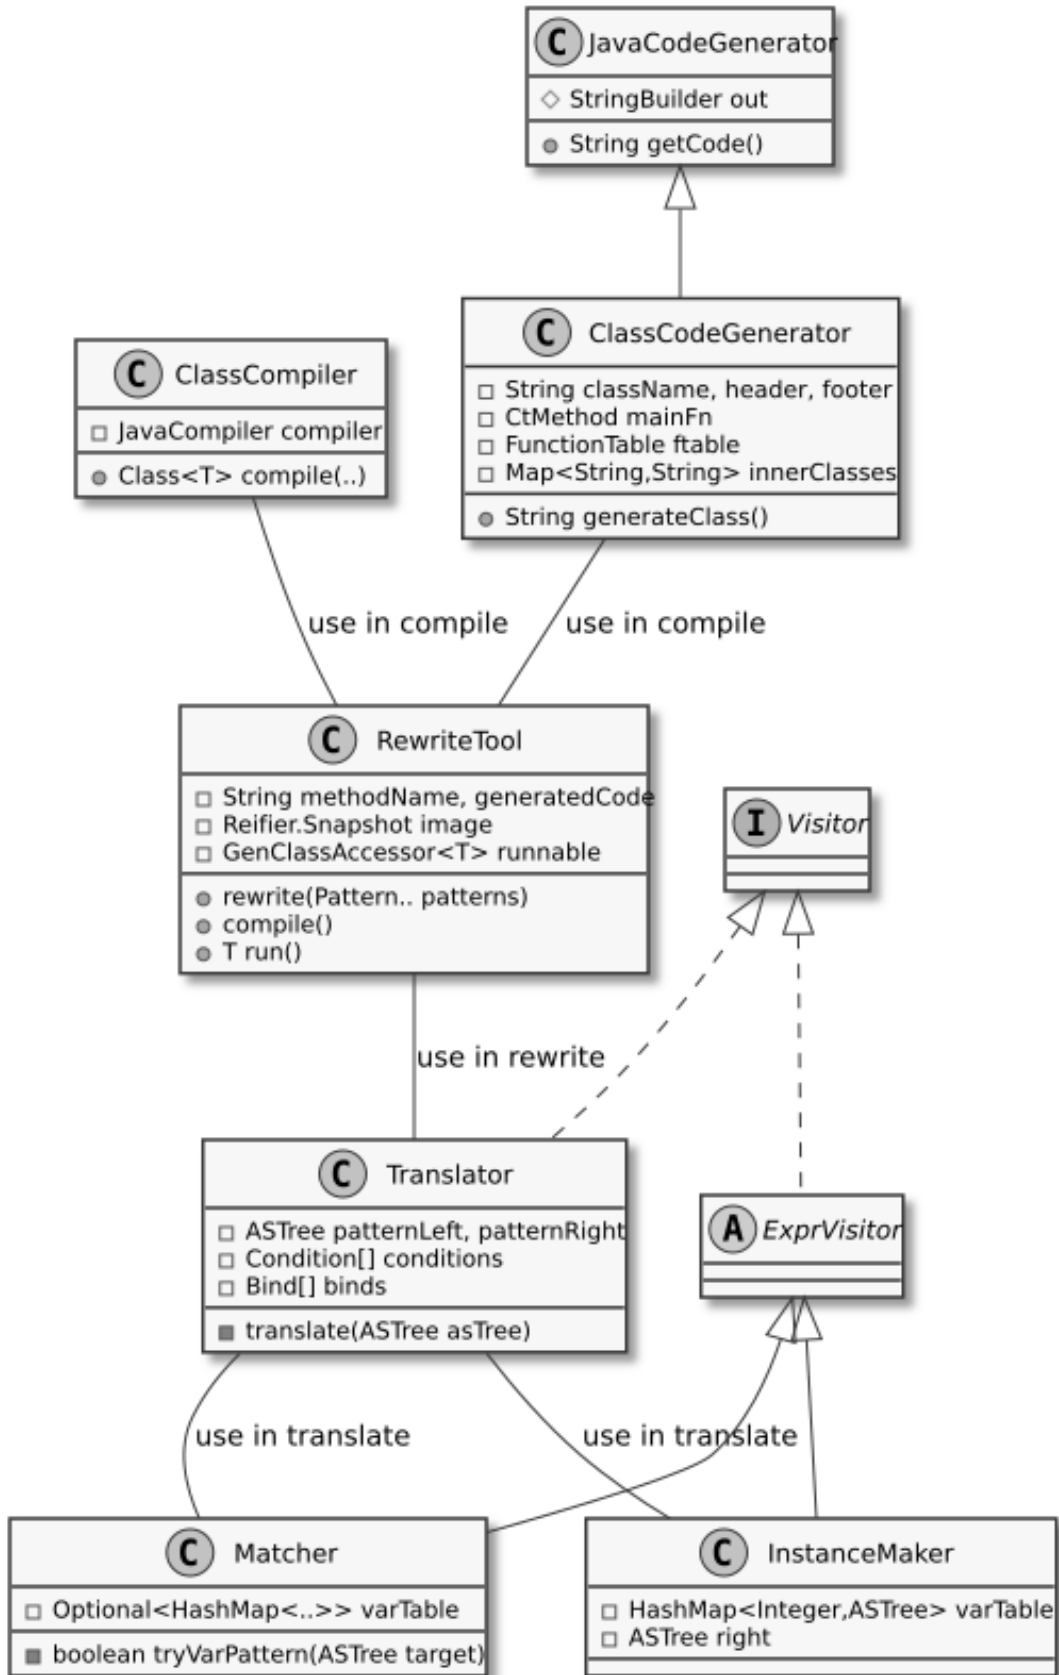 C JavaCodeGenerator
StringBuilder out
String getCode()
C ClassCodeGenerator
String className, header, footer
CtMethod mainFn
FunctionTable ftable
Map<String,String> innerClasses
String generateClass()
C ClassCompiler
JavaCompiler compiler
Class<T> compile(..)
use in compile
use in compile
C RewriteTool
String methodName, generatedCode
Reifier.Snapshot image
GenClassAccessor<T> runnable
rewrite(Pattern.. patterns)
compile()
T run()
I Visitor
use in rewrite
C Translator
ASTree patternLeft, patternRight
Condition[] conditions
Bind[] binds
translate(ASTree asTree)
A ExprVisitor
use in translate
use in translate
C Matcher
Optional<HashMap<..>> varTable
boolean tryVarPattern(ASTree target)
C InstanceMaker
HashMap<Integer,ASTree> varTable
ASTree right